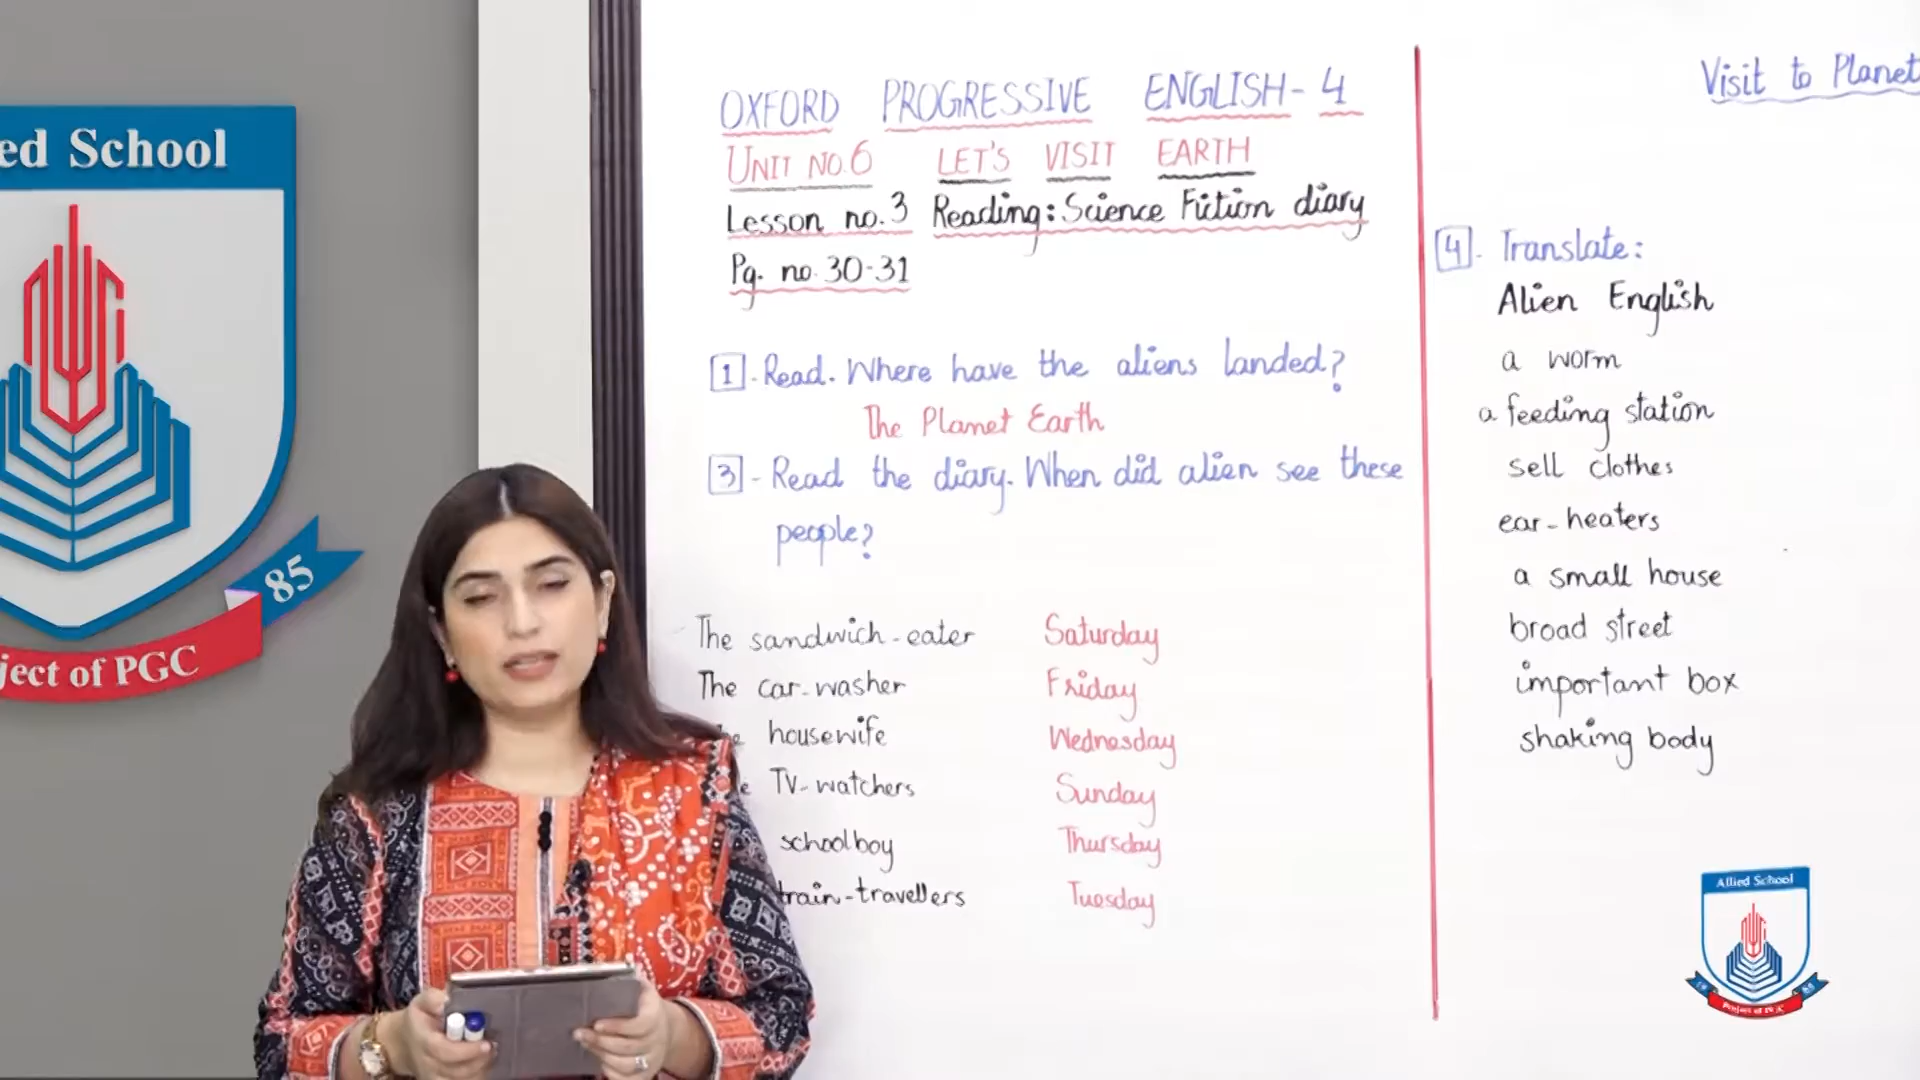 ed School
85
ject of PGC
OXFORD PROGRESSIVE ENGLISH-4
UNIT NO.6 LET'S VISIT EARTH
Lesson no.3 Reading: Science Fiction diary
Pg. no. 30-31
1. Read. Where have the aliens landed?
The Planet Earth
3 - Read the diary. When did alien see these
people?
The sandwich-eater Saturday
The car-washer Friday
housewife Wednesday
TV-watchers Sunday
schoolboy Thursday
train-travellers Tuesday
Visit to Planet
4. Translate:
Alien English
a worm
a feeding station
sell clothes
ear-heaters
a small house
broad street
important box
shaking body
Allied School
Project of PGC